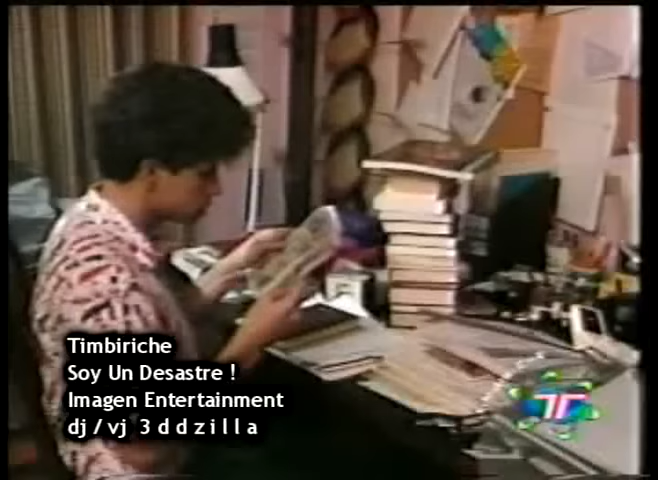 Timbiriche
Soy Un Desastre !
Imagen Entertainment
dj / vj 3 d d z i l l a